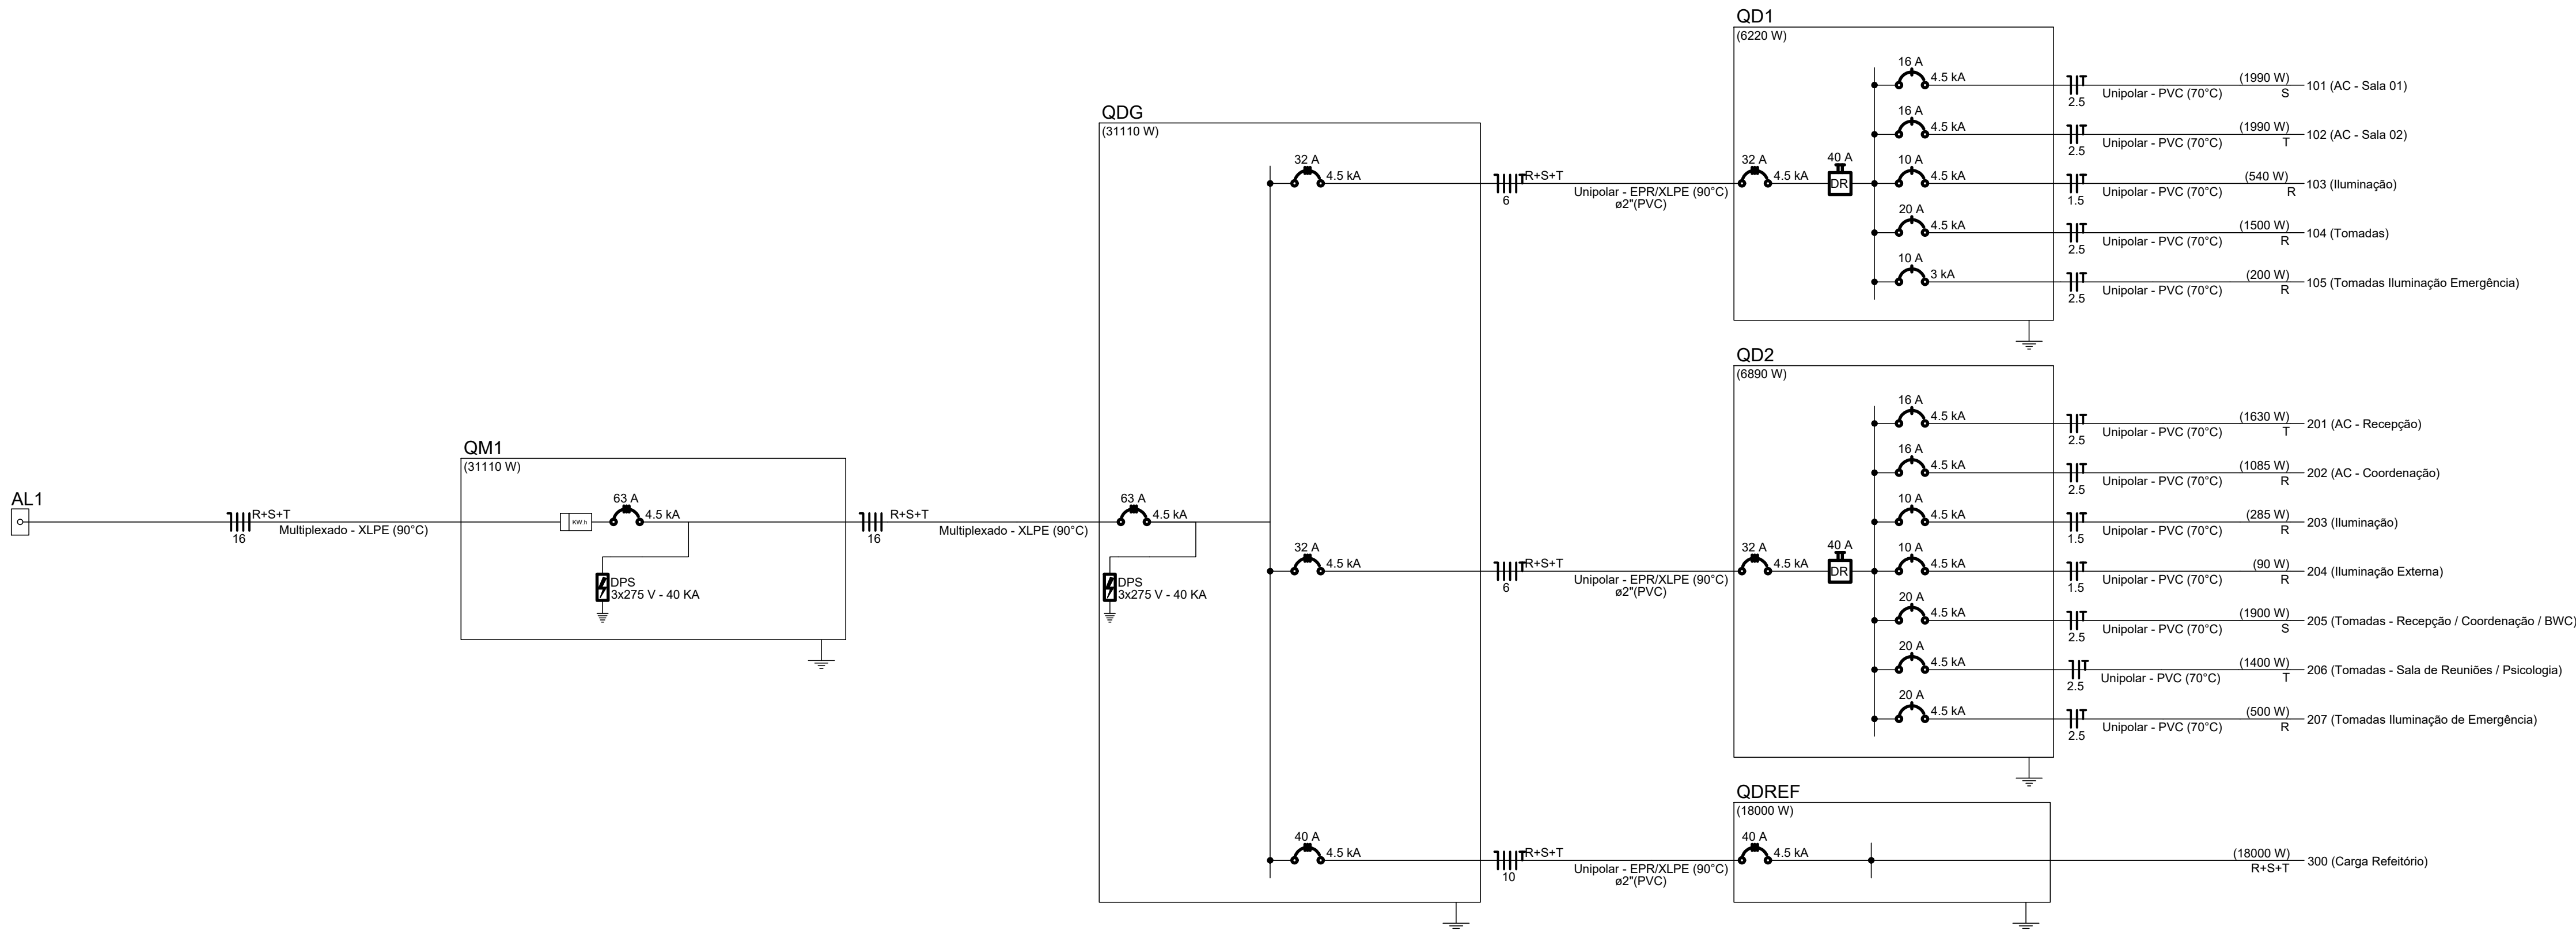 AL1
16
R+S+T
Multiplexado - XLPE (90°C)
QM1
(31110 W)
KW.h
63 A
4.5 kA
DPS
3x275 V - 40 KA
16
R+S+T
Multiplexado - XLPE (90°C)
QDG
(31110 W)
63 A
4.5 kA
DPS
3x275 V - 40 KA
32 A
4.5 kA
R+S+T
6
Unipolar - EPR/XLPE (90°C)
ø2"(PVC)
32 A
4.5 kA
R+S+T
6
Unipolar - EPR/XLPE (90°C)
ø2"(PVC)
40 A
4.5 kA
R+S+T
10
Unipolar - EPR/XLPE (90°C)
ø2"(PVC)
QD1
(6220 W)
32 A
4.5 kA
40 A
DR
16 A
4.5 kA
2.5
Unipolar - PVC (70°C)
(1990 W)
S
101 (AC - Sala 01)
16 A
4.5 kA
2.5
Unipolar - PVC (70°C)
(1990 W)
T
102 (AC - Sala 02)
10 A
4.5 kA
1.5
Unipolar - PVC (70°C)
(540 W)
R
103 (Iluminação)
20 A
4.5 kA
2.5
Unipolar - PVC (70°C)
(1500 W)
R
104 (Tomadas)
10 A
3 kA
2.5
Unipolar - PVC (70°C)
(200 W)
R
105 (Tomadas Iluminação Emergência)
QD2
(6890 W)
32 A
4.5 kA
40 A
DR
16 A
4.5 kA
2.5
Unipolar - PVC (70°C)
(1630 W)
T
201 (AC - Recepção)
16 A
4.5 kA
2.5
Unipolar - PVC (70°C)
(1085 W)
R
202 (AC - Coordenação)
10 A
4.5 kA
1.5
Unipolar - PVC (70°C)
(285 W)
R
203 (Iluminação)
10 A
4.5 kA
1.5
Unipolar - PVC (70°C)
(90 W)
R
204 (Iluminação Externa)
20 A
4.5 kA
2.5
Unipolar - PVC (70°C)
(1900 W)
S
205 (Tomadas - Recepção / Coordenação / BWC)
20 A
4.5 kA
2.5
Unipolar - PVC (70°C)
(1400 W)
T
206 (Tomadas - Sala de Reuniões / Psicologia)
20 A
4.5 kA
2.5
Unipolar - PVC (70°C)
(500 W)
R
207 (Tomadas Iluminação de Emergência)
QDREF
(18000 W)
40 A
4.5 kA
(18000 W)
R+S+T
300 (Carga Refeitório)